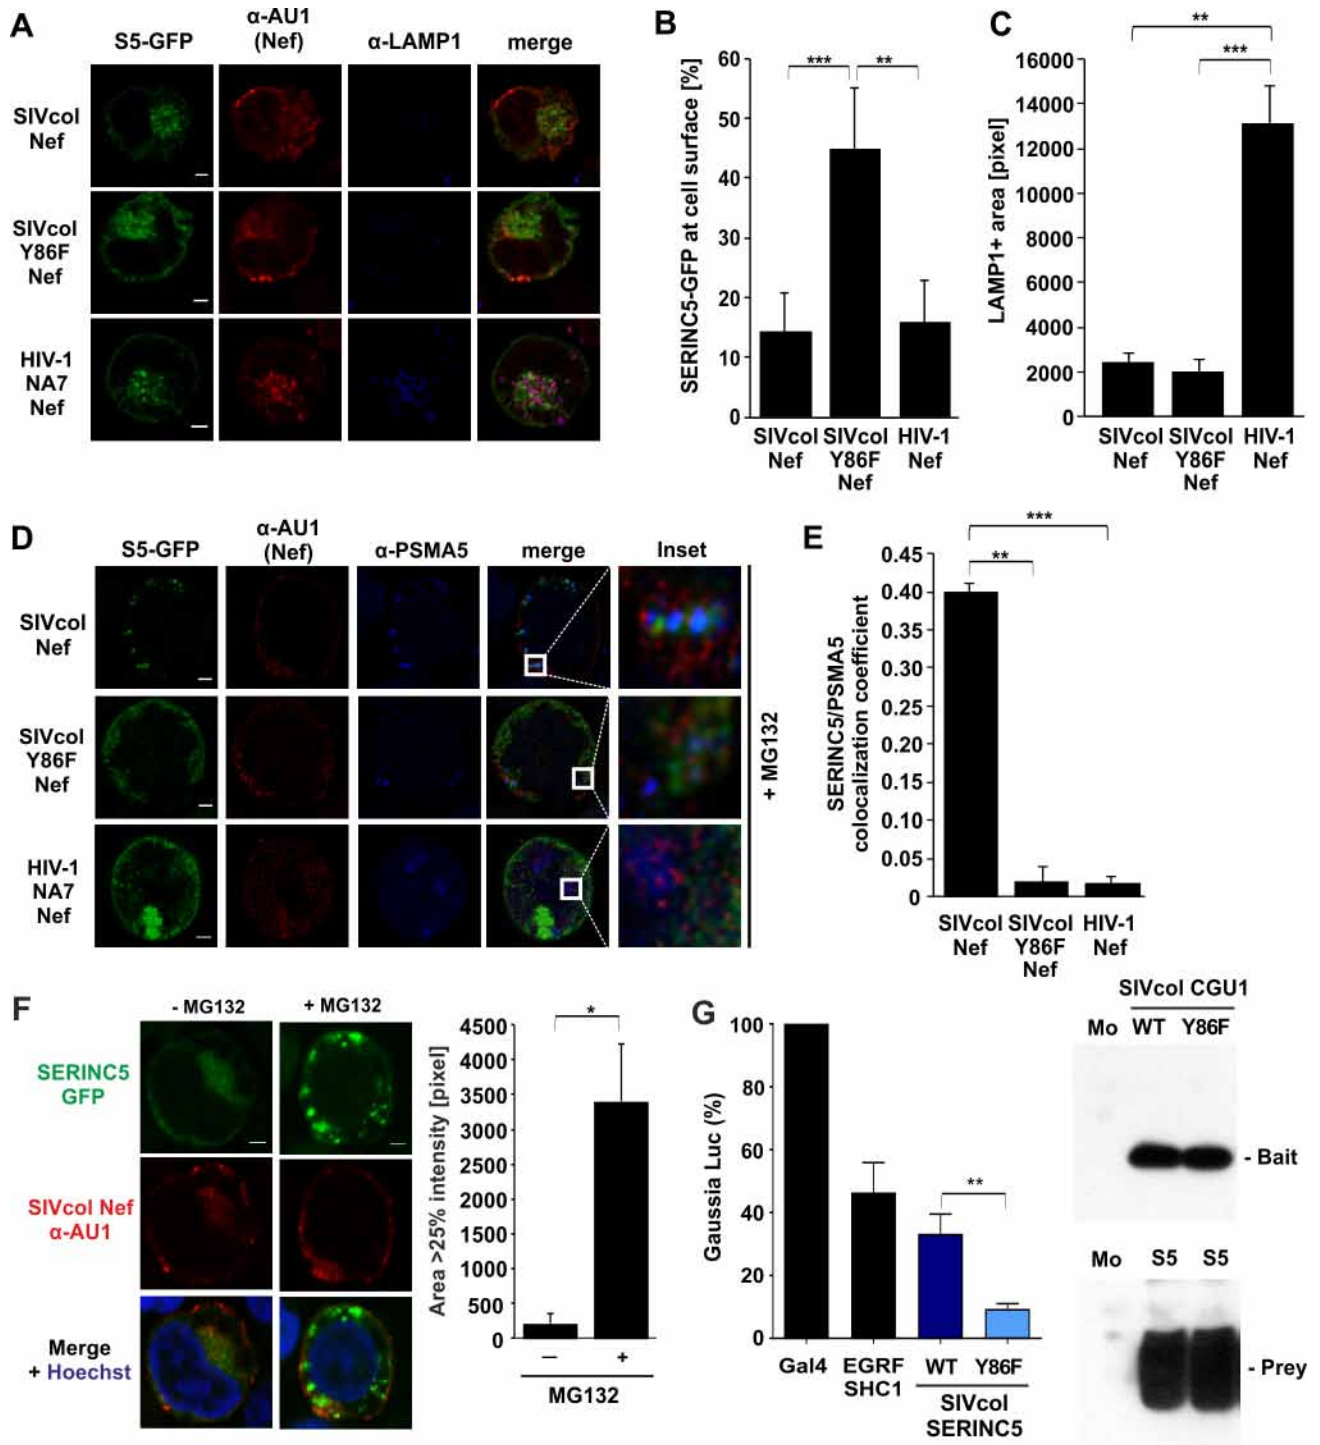 A
S5-GFP
α-AU1
(Nef)
α-LAMP1
merge
SIVcol
Nef
SIVcol
Y86F
Nef
HIV-1
NA7
Nef
B
SERINC5-GFP at cell surface [%]
60
50
40
30
20
10
0
***
**
SIVcol
Nef
SIVcol
Y86F
Nef
HIV-1
Nef
C
LAMP1+ area [pixel]
16000
14000
12000
10000
8000
6000
4000
2000
0
**
***
SIVcol
Nef
SIVcol
Y86F
Nef
HIV-1
Nef
D
S5-GFP
α-AU1
(Nef)
α-PSMA5
merge
Inset
SIVcol
Nef
SIVcol
Y86F
Nef
HIV-1
NA7
Nef
+ MG132
E
SERINC5/PSMA5
colocalization coefficient
0.45
0.40
0.35
0.30
0.25
0.20
0.15
0.10
0.05
0
***
**
SIVcol
Nef
SIVcol
Y86F
Nef
HIV-1
Nef
F
- MG132
+ MG132
SERINC5
GFP
SIVcol Nef
α-AU1
Merge
+ Hoechst
Area >25% intensity [pixel]
4500
4000
3500
3000
2500
2000
1500
1000
500
0
*
– +
MG132
G
Gaussia Luc (%)
100
80
60
40
20
0
**
Gal4
EGRF
SHC1
WT
Y86F
SIVcol
SERINC5
SIVcol CGU1
Mo WT Y86F
- Bait
Mo S5 S5
- Prey